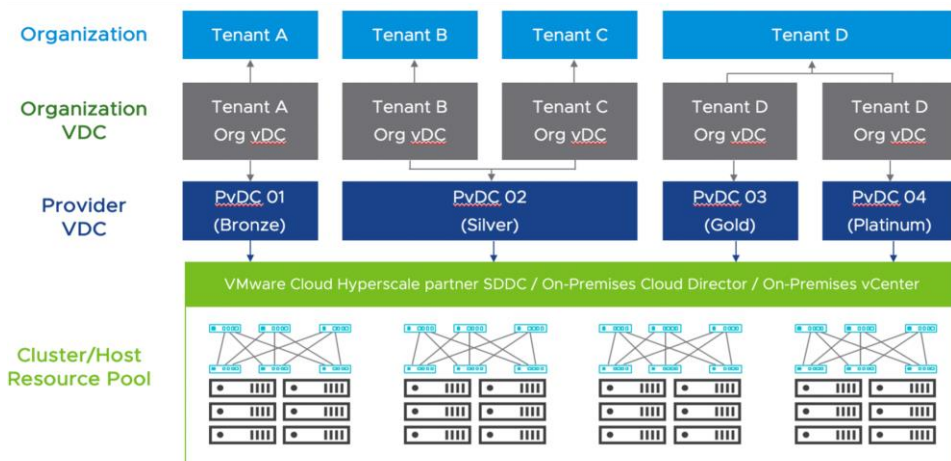 Organization
Tenant A
Tenant B
Tenant C
Tenant D
Organization
VDC
Tenant A
Org vDC
Tenant B
Org vDC
Tenant C
Org vDC
Tenant D
Org vDC
Tenant D
Org vDC
Provider
VDC
PvDC 01
(Bronze)
PvDC 02
(Silver)
PvDC 03
(Gold)
PvDC 04
(Platinum)
VMware Cloud Hyperscale partner SDDC / On-Premises Cloud Director / On-Premises vCenter
Cluster/Host
Resource Pool